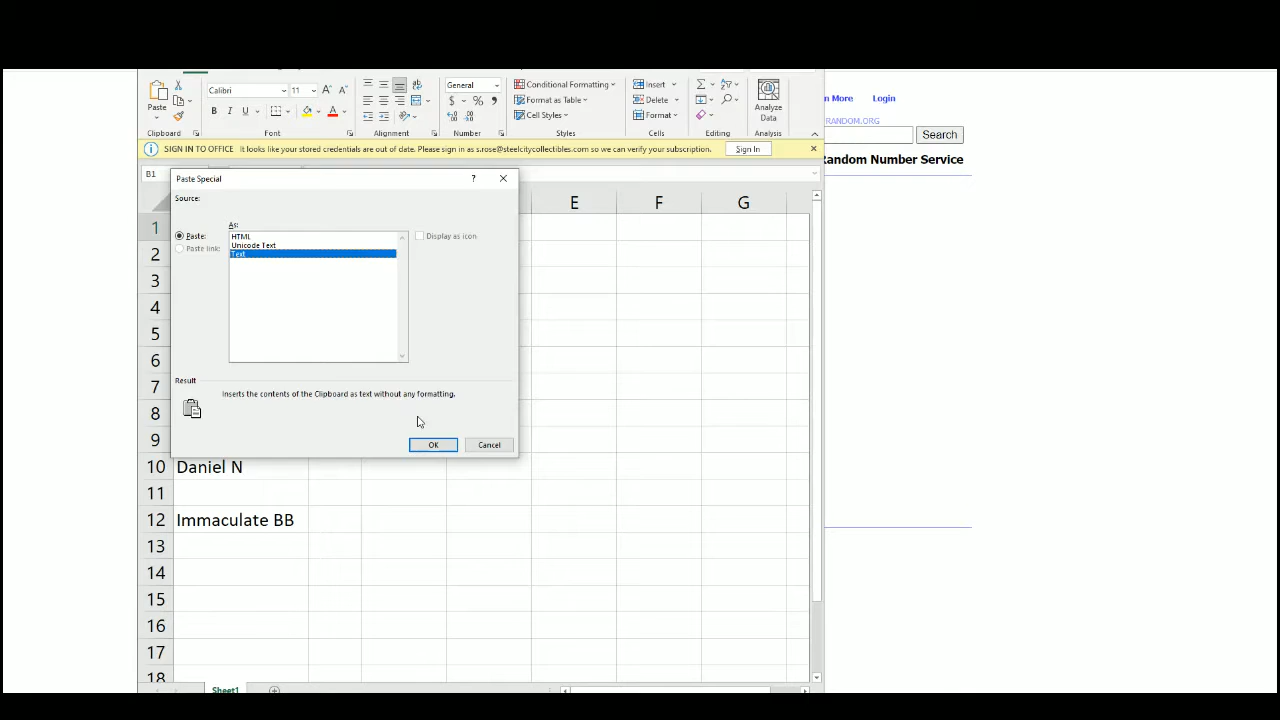 Calibri 11 General Conditional Formatting Insert
Paste B I U $ % Format as Table Delete Analyze Data
Cell Styles Format
Clipboard Font Alignment Number Styles Cells Editing Analysis
n More Login
RANDOM.ORG
Search
Random Number Service
SIGN IN TO OFFICE It looks like your stored credentials are out of date. Please sign in as s.rose@steelcitycollectibles.com so we can verify your subscription. Sign In
B1
Paste Special ?
Source:
As:
Paste: HTML Display as icon
Unicode Text
Paste link:
Text
Result
Inserts the contents of the Clipboard as text without any formatting.
OK Cancel
E F G
1
2
3
4
5
6
7
8
9
10 Daniel N
11
12 Immaculate BB
13
14
15
16
17
18
Sheet1